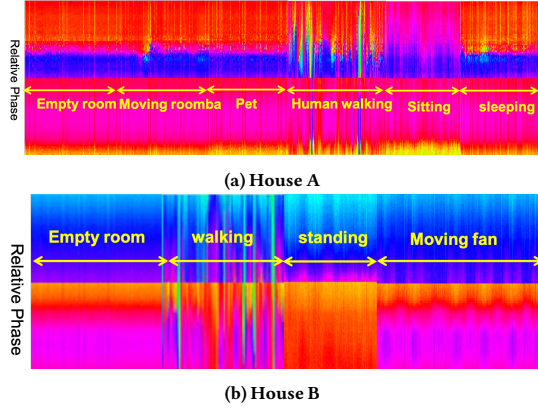 Relative Phase
Empty room Moving roomba Pet Human walking Sitting sleeping
(a) House A
Relative Phase
Empty room walking standing Moving fan
(b) House B